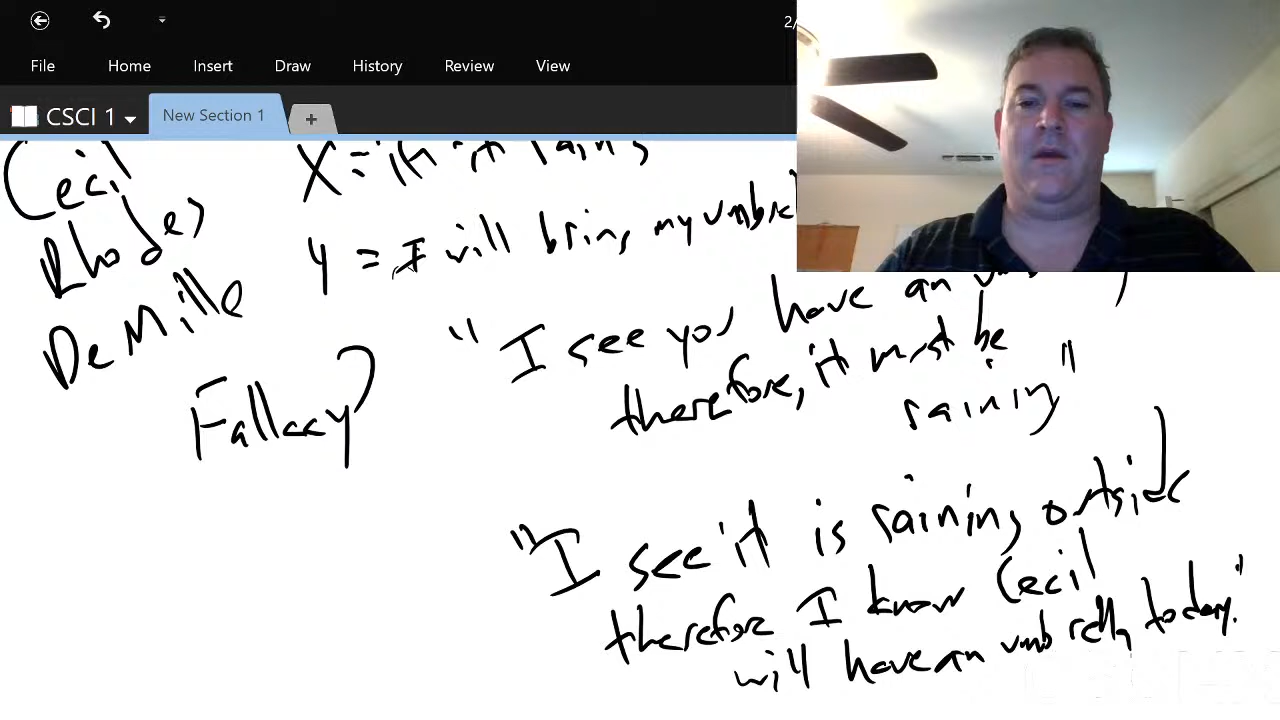 2/
File Home Insert Draw History Review View
CSCI 1 New Section 1 +
Cecil
Rhodes
DeMille
X = it rains
Y = I will bring my umbre
Fallacy?
"I see you have an umb
therefore, it must be
raining"
"I see it is raining outside
therefore I know Cecil
will have an umbrella today."